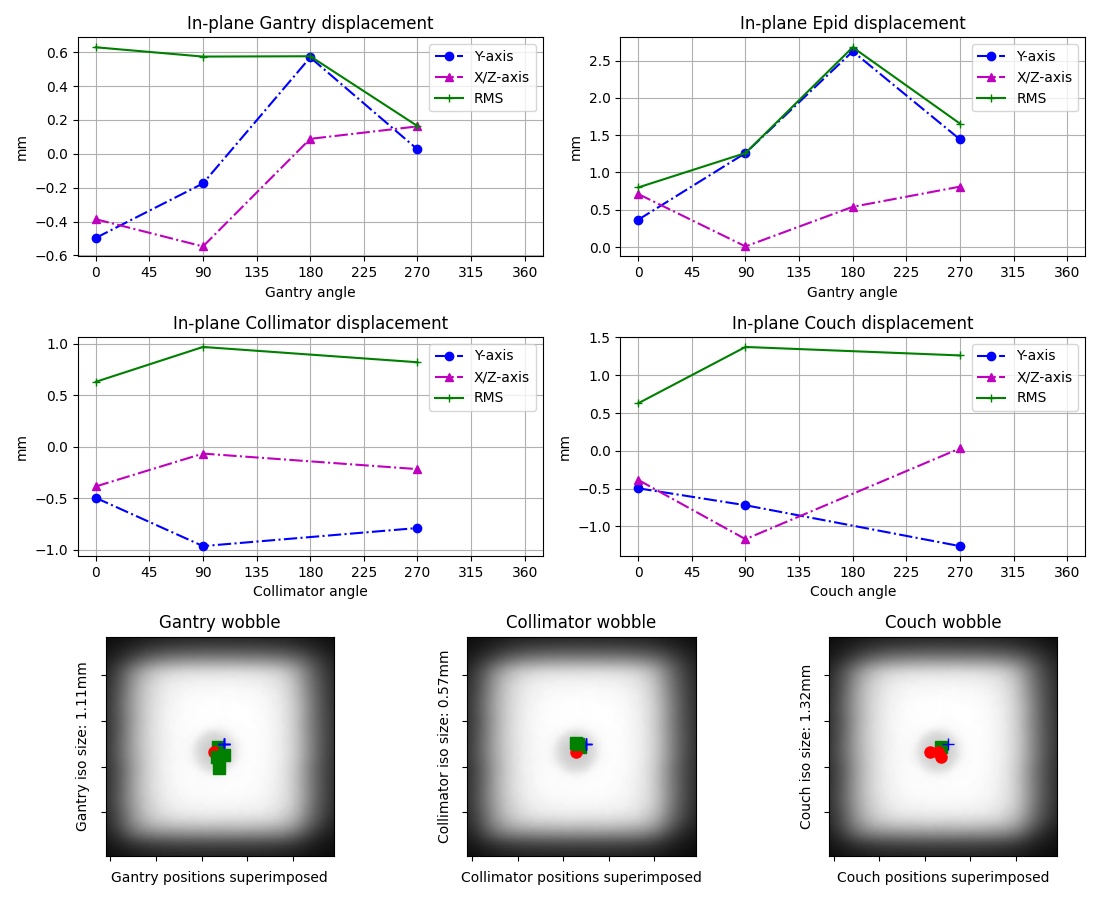 In-plane Gantry displacement
mm
0.6
0.4
0.2
0.0
−0.2
−0.4
−0.6
0 45 90 135 180 225 270 315 360
Gantry angle
Y-axis
X/Z-axis
RMS
In-plane Epid displacement
mm
2.5
2.0
1.5
1.0
0.5
0.0
0 45 90 135 180 225 270 315 360
Gantry angle
Y-axis
X/Z-axis
RMS
In-plane Collimator displacement
mm
1.0
0.5
0.0
−0.5
−1.0
0 45 90 135 180 225 270 315 360
Collimator angle
Y-axis
X/Z-axis
RMS
In-plane Couch displacement
mm
1.5
1.0
0.5
0.0
−0.5
−1.0
0 45 90 135 180 225 270 315 360
Couch angle
Y-axis
X/Z-axis
RMS
Gantry wobble
Gantry iso size: 1.11mm
Gantry positions superimposed
Collimator wobble
Collimator iso size: 0.57mm
Collimator positions superimposed
Couch wobble
Couch iso size: 1.32mm
Couch positions superimposed